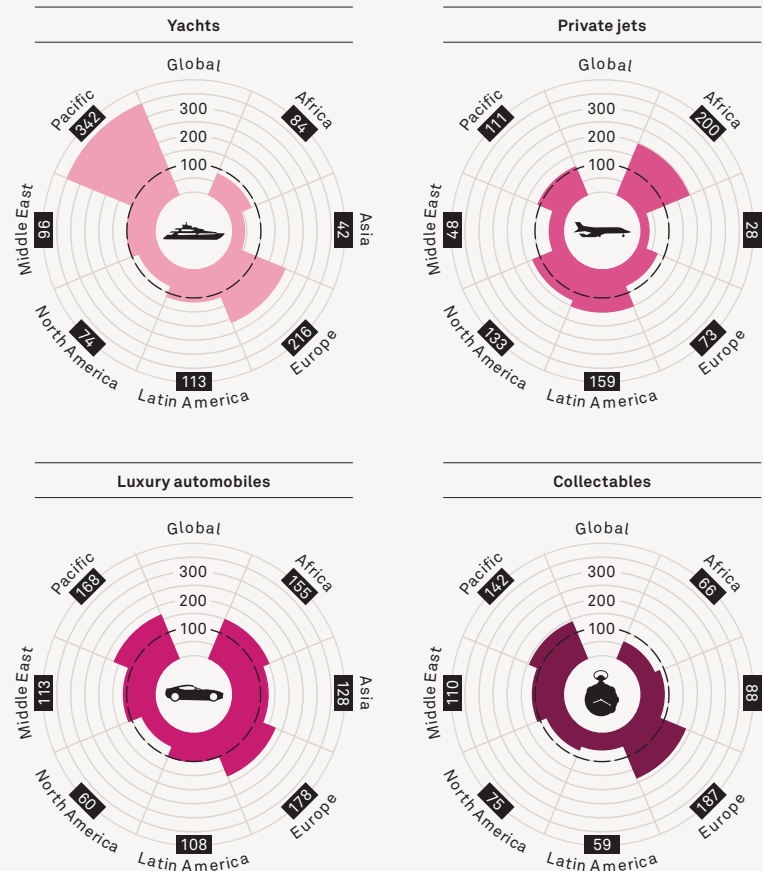 Yachts
Global
300
200
100
Africa
84
Asia
42
Europe
216
Latin America
113
North America
74
Middle East
96
Pacific
342
Private jets
Global
300
200
100
Africa
200
28
Europe
73
Latin America
159
North America
133
Middle East
48
Pacific
111
Luxury automobiles
Global
300
200
100
Africa
155
Asia
128
Europe
178
Latin America
108
North America
60
Middle East
113
Pacific
168
Collectables
Global
300
200
100
Africa
66
88
Europe
187
Latin America
59
North America
75
Middle East
110
Pacific
142